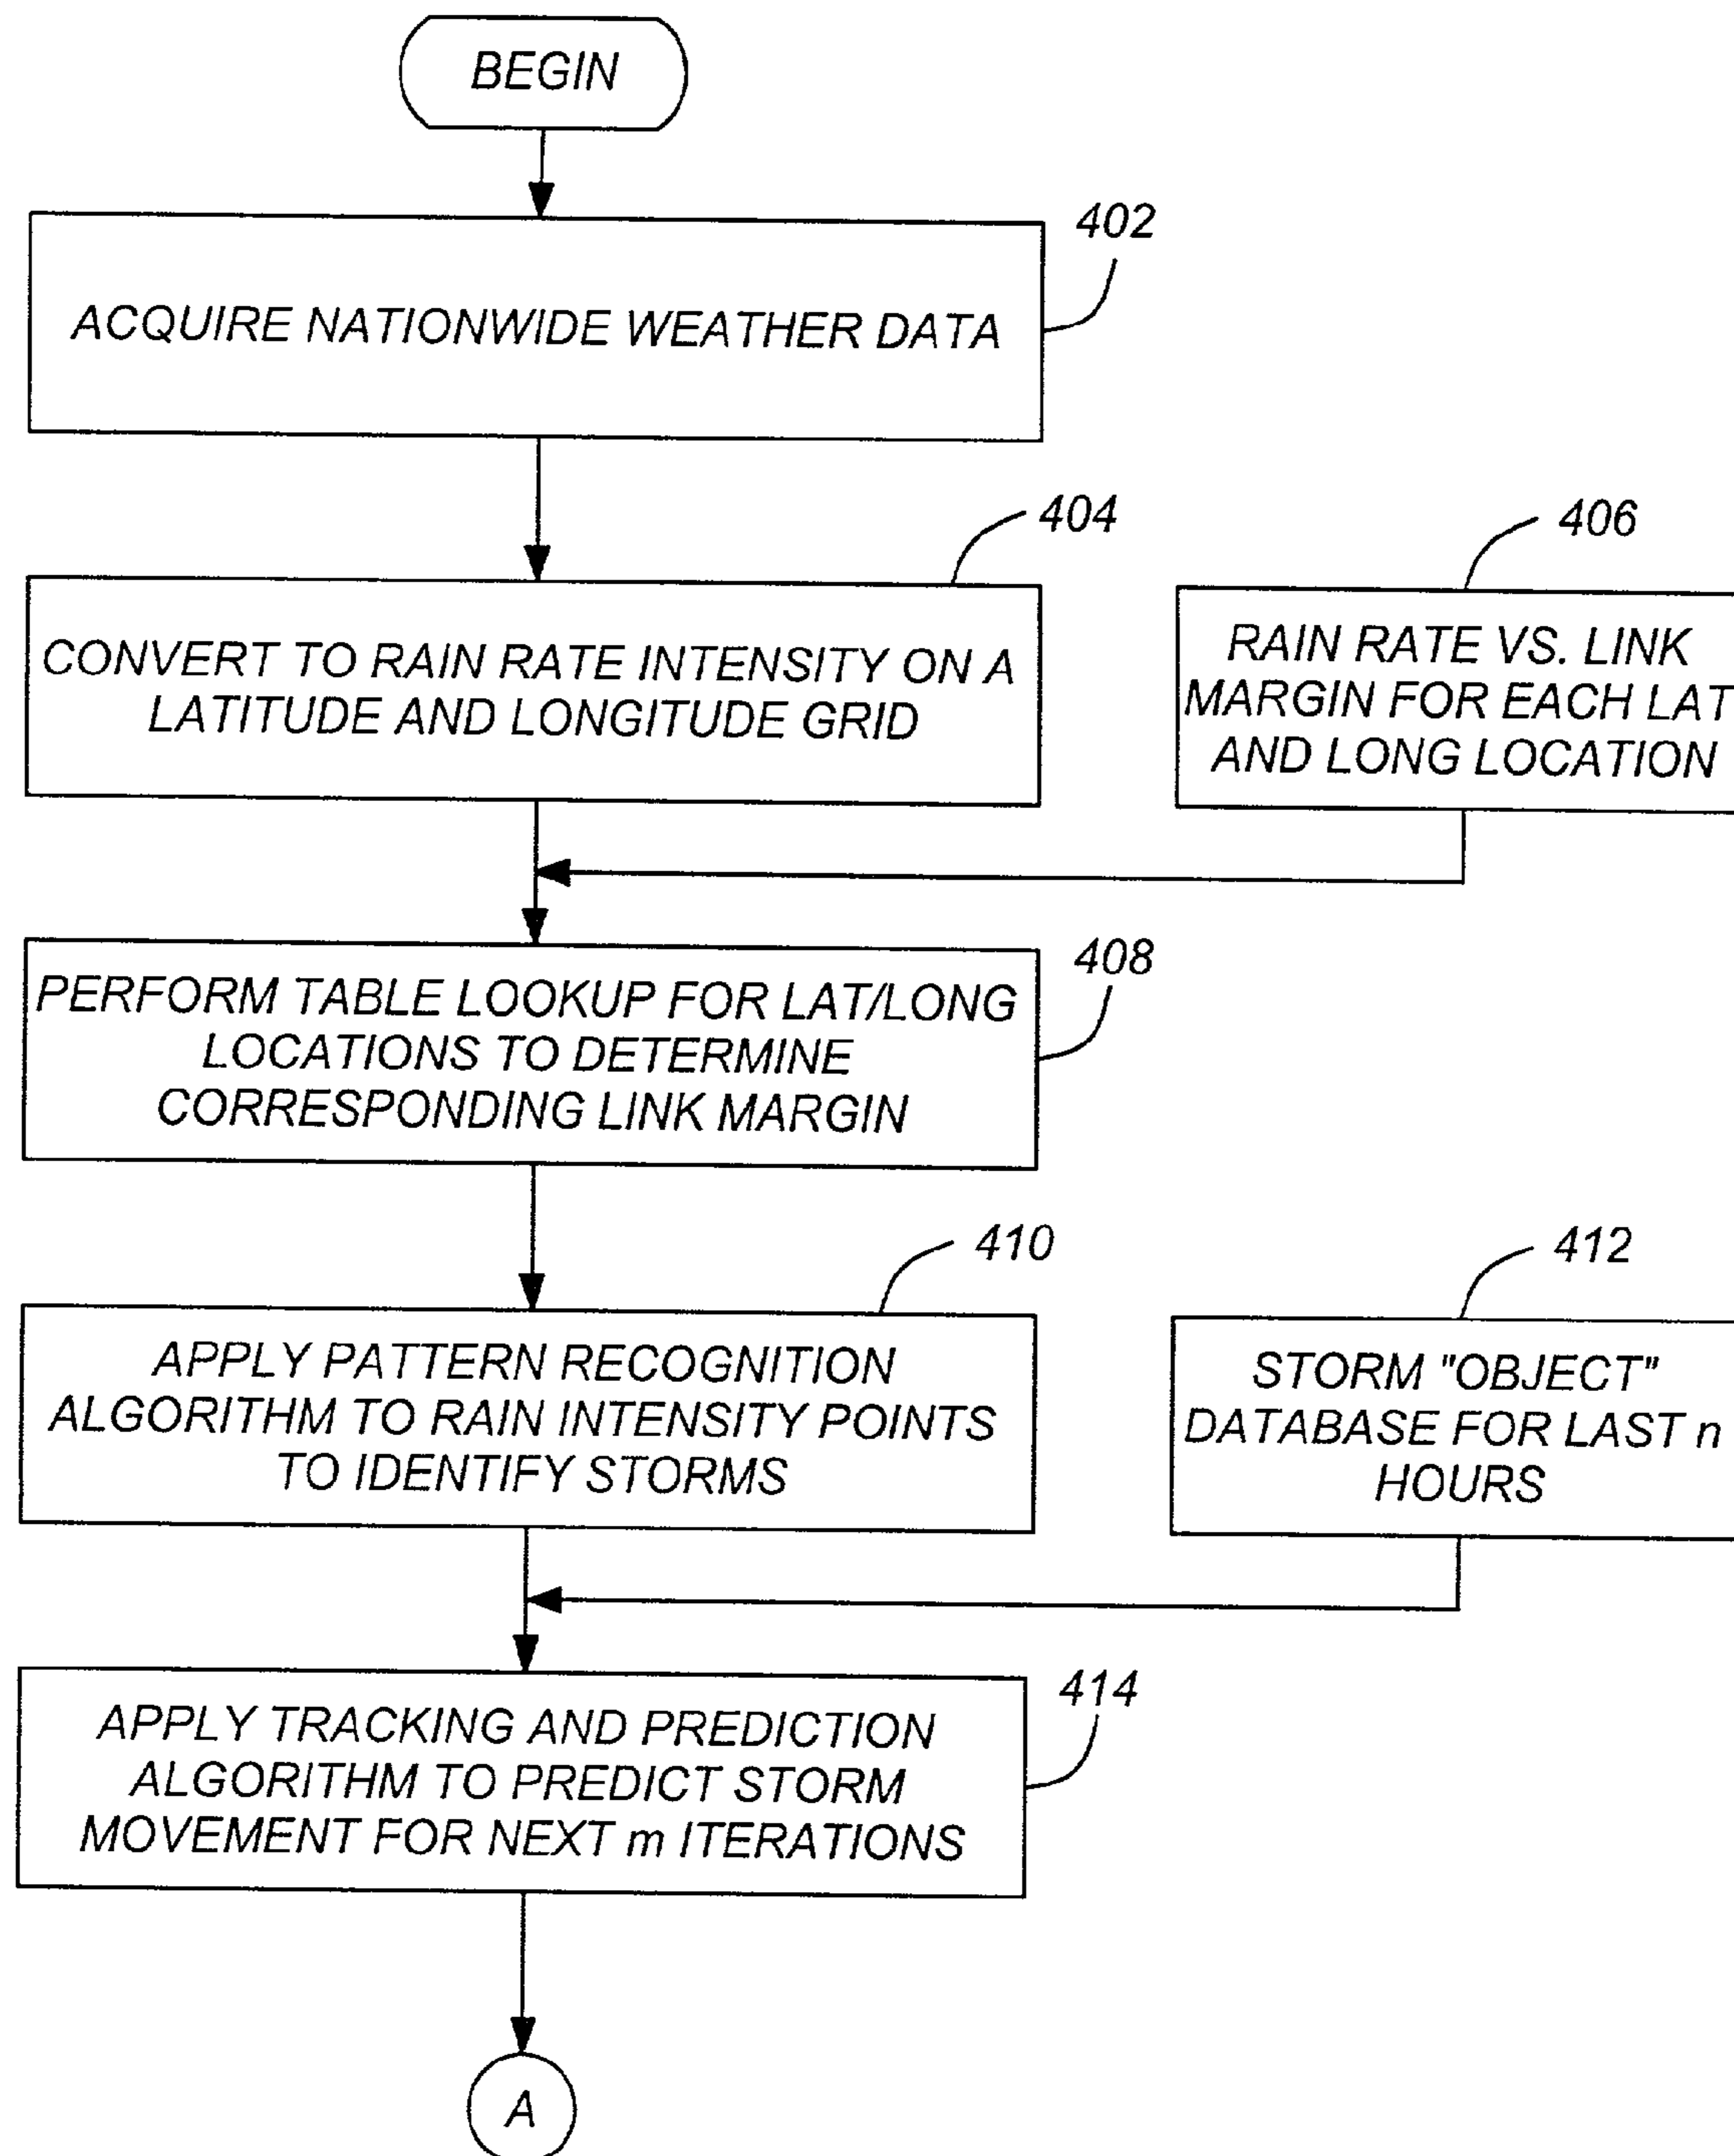 BEGIN
402
ACQUIRE NATIONWIDE WEATHER DATA
404
CONVERT TO RAIN RATE INTENSITY ON A
LATITUDE AND LONGITUDE GRID
406
RAIN RATE VS. LINK
MARGIN FOR EACH LAT
AND LONG LOCATION
408
PERFORM TABLE LOOKUP FOR LAT/LONG
LOCATIONS TO DETERMINE
CORRESPONDING LINK MARGIN
410
APPLY PATTERN RECOGNITION
ALGORITHM TO RAIN INTENSITY POINTS
TO IDENTIFY STORMS
412
STORM "OBJECT"
DATABASE FOR LAST n
HOURS
414
APPLY TRACKING AND PREDICTION
ALGORITHM TO PREDICT STORM
MOVEMENT FOR NEXT m ITERATIONS
A